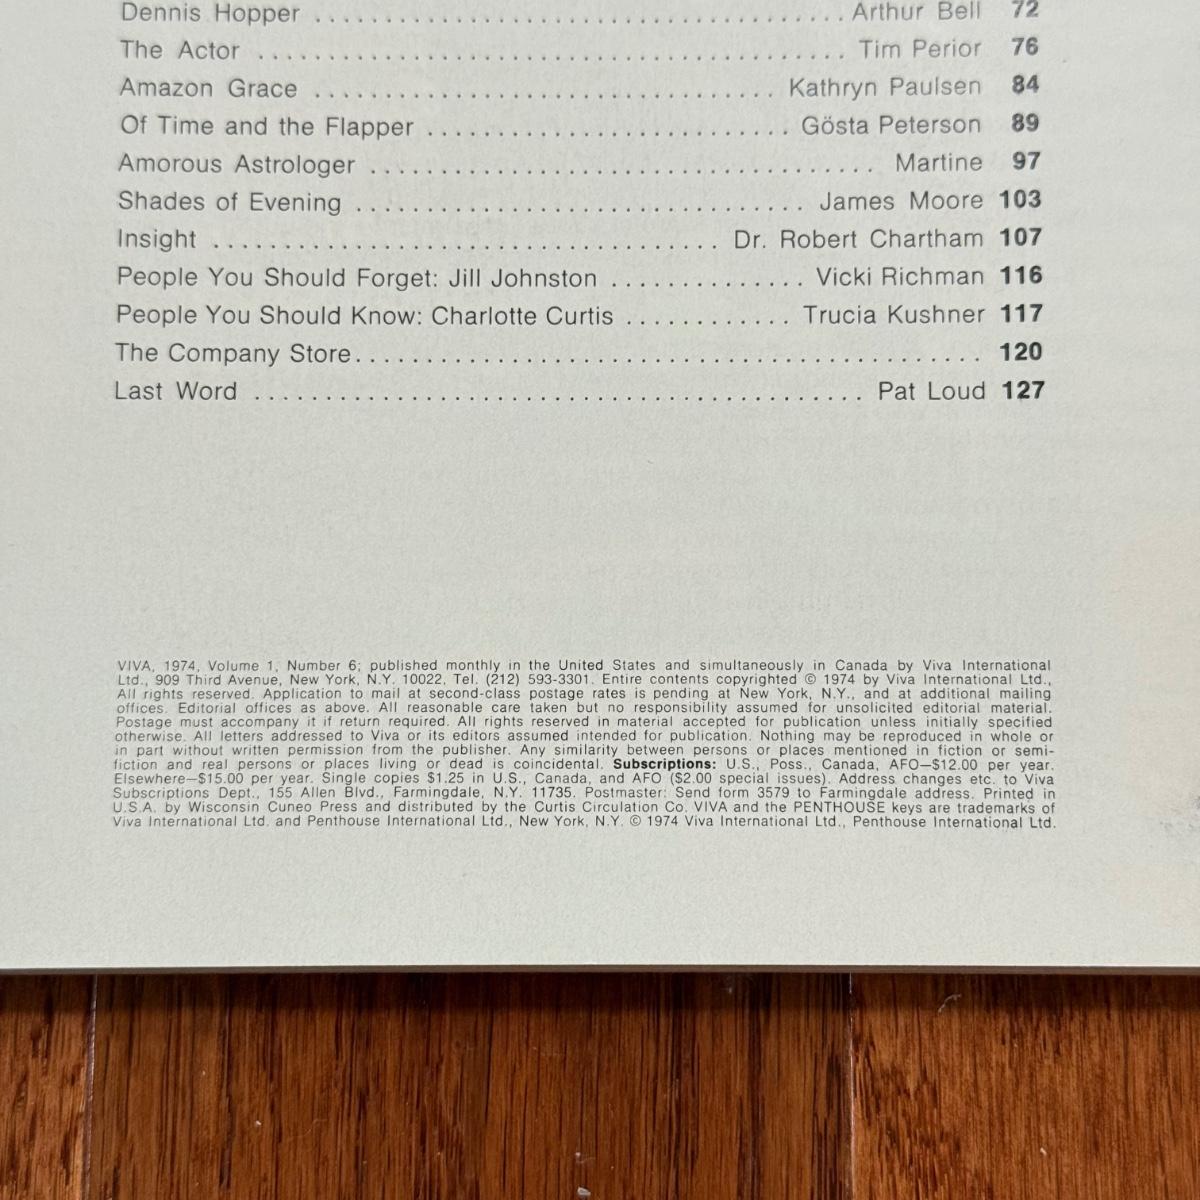 Dennis Hopper ..................................... Arthur Bell 72
The Actor .......................................... Tim Perior 76
Amazon Grace ................................. Kathryn Paulsen 84
Of Time and the Flapper .......................... Gösta Peterson 89
Amorous Astrologer .................................... Martine 97
Shades of Evening ................................ James Moore 103
Insight .................................... Dr. Robert Chartham 107
People You Should Forget: Jill Johnston .............. Vicki Richman 116
People You Should Know: Charlotte Curtis ............ Trucia Kushner 117
The Company Store............................................. 120
Last Word ........................................... Pat Loud 127
VIVA, 1974, Volume 1, Number 6; published monthly in the United States and simultaneously in Canada by Viva International
Ltd., 909 Third Avenue, New York, N.Y. 10022, Tel. (212) 593-3301. Entire contents copyrighted © 1974 by Viva International Ltd.,
All rights reserved. Application to mail at second-class postage rates is pending at New York, N.Y., and at additional mailing
offices. Editorial offices as above. All reasonable care taken but no responsibility assumed for unsolicited editorial material.
Postage must accompany it if return required. All rights reserved in material accepted for publication unless initially specified
otherwise. All letters addressed to Viva or its editors assumed intended for publication. Nothing may be reproduced in whole or
in part without written permission from the publisher. Any similarity between persons or places mentioned in fiction or semi-
fiction and real persons or places living or dead is coincidental. Subscriptions: U.S., Poss., Canada, AFO—$12.00 per year.
Elsewhere—$15.00 per year. Single copies $1.25 in U.S., Canada, and AFO ($2.00 special issues). Address changes etc. to Viva
Subscriptions Dept., 155 Allen Blvd., Farmingdale, N.Y. 11735. Postmaster: Send form 3579 to Farmingdale address. Printed in
U.S.A. by Wisconsin Cuneo Press and distributed by the Curtis Circulation Co. VIVA and the PENTHOUSE keys are trademarks of
Viva International Ltd. and Penthouse International Ltd., New York, N.Y. © 1974 Viva International Ltd., Penthouse International Ltd.